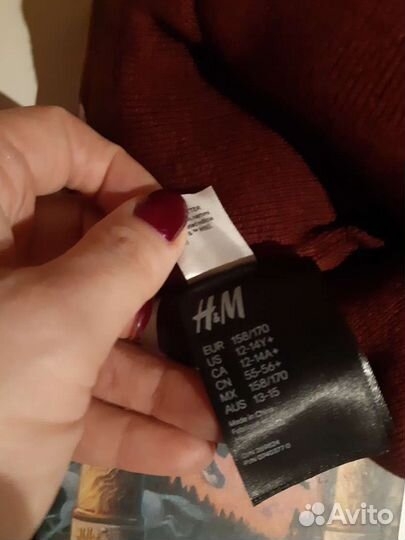 H&M
EUR 158/170
US 12-14Y+
CA 12-14A+
CN 55-56+
MX 158/170
AUS 13-15
Made in China
Avito